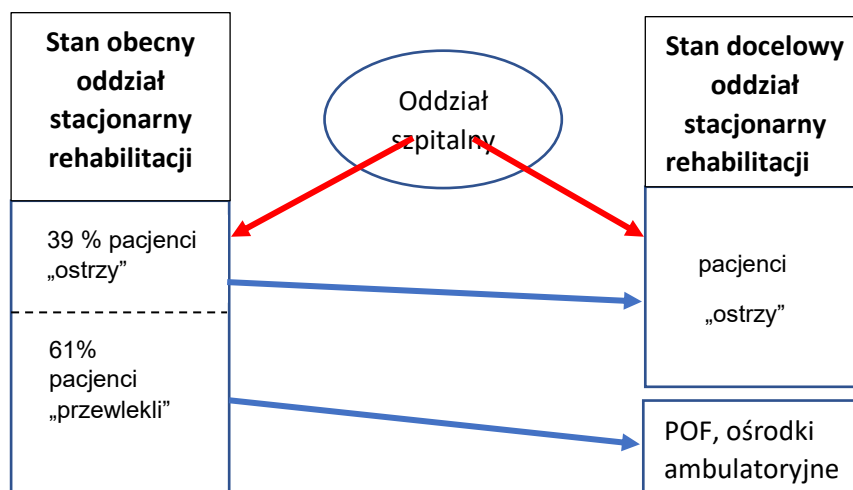 Stan obecny
oddział
stacjonarny
rehabilitacji
39 % pacjenci
„ostrzy”
61%
pacjenci
„przewlekli”
Oddział
szpitalny
Stan docelowy
oddział
stacjonarny
rehabilitacji
pacjenci
„ostrzy”
POF, ośrodki
ambulatoryjne